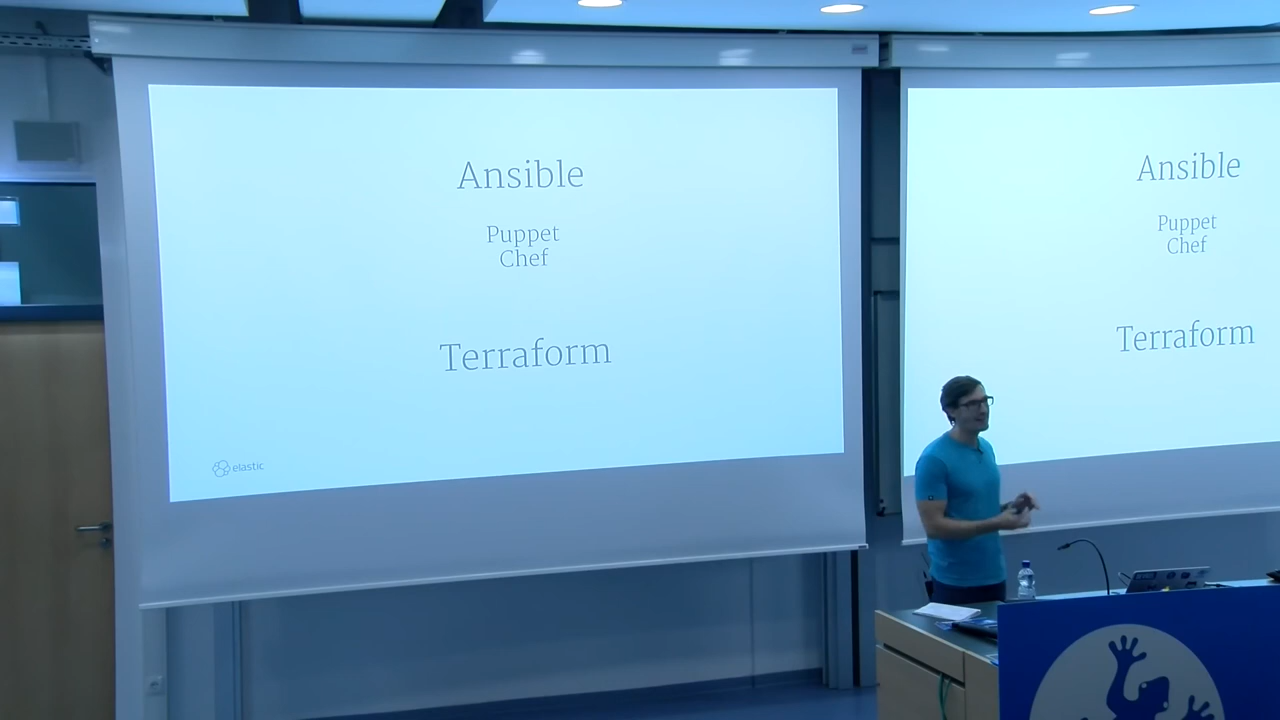 Ansible
Puppet
Chef
Terraform
elastic
Ansible
Puppet
Chef
Terraform